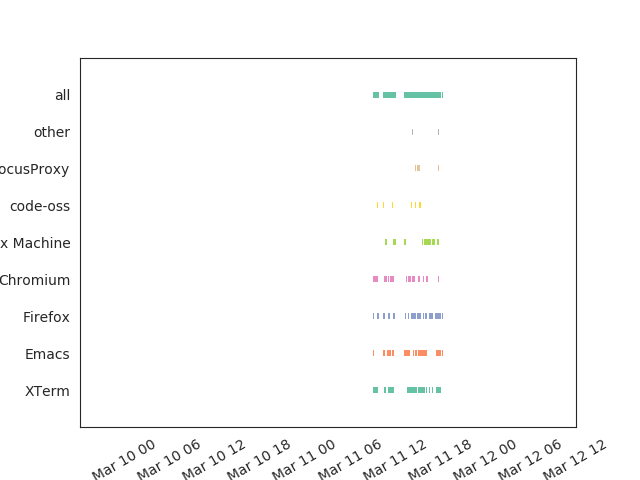 all
other
ocusProxy
code-oss
x Machine
Chromium
Firefox
Emacs
XTerm
Mar 10 00
Mar 10 06
Mar 10 12
Mar 10 18
Mar 11 00
Mar 11 06
Mar 11 12
Mar 11 18
Mar 12 00
Mar 12 06
Mar 12 12